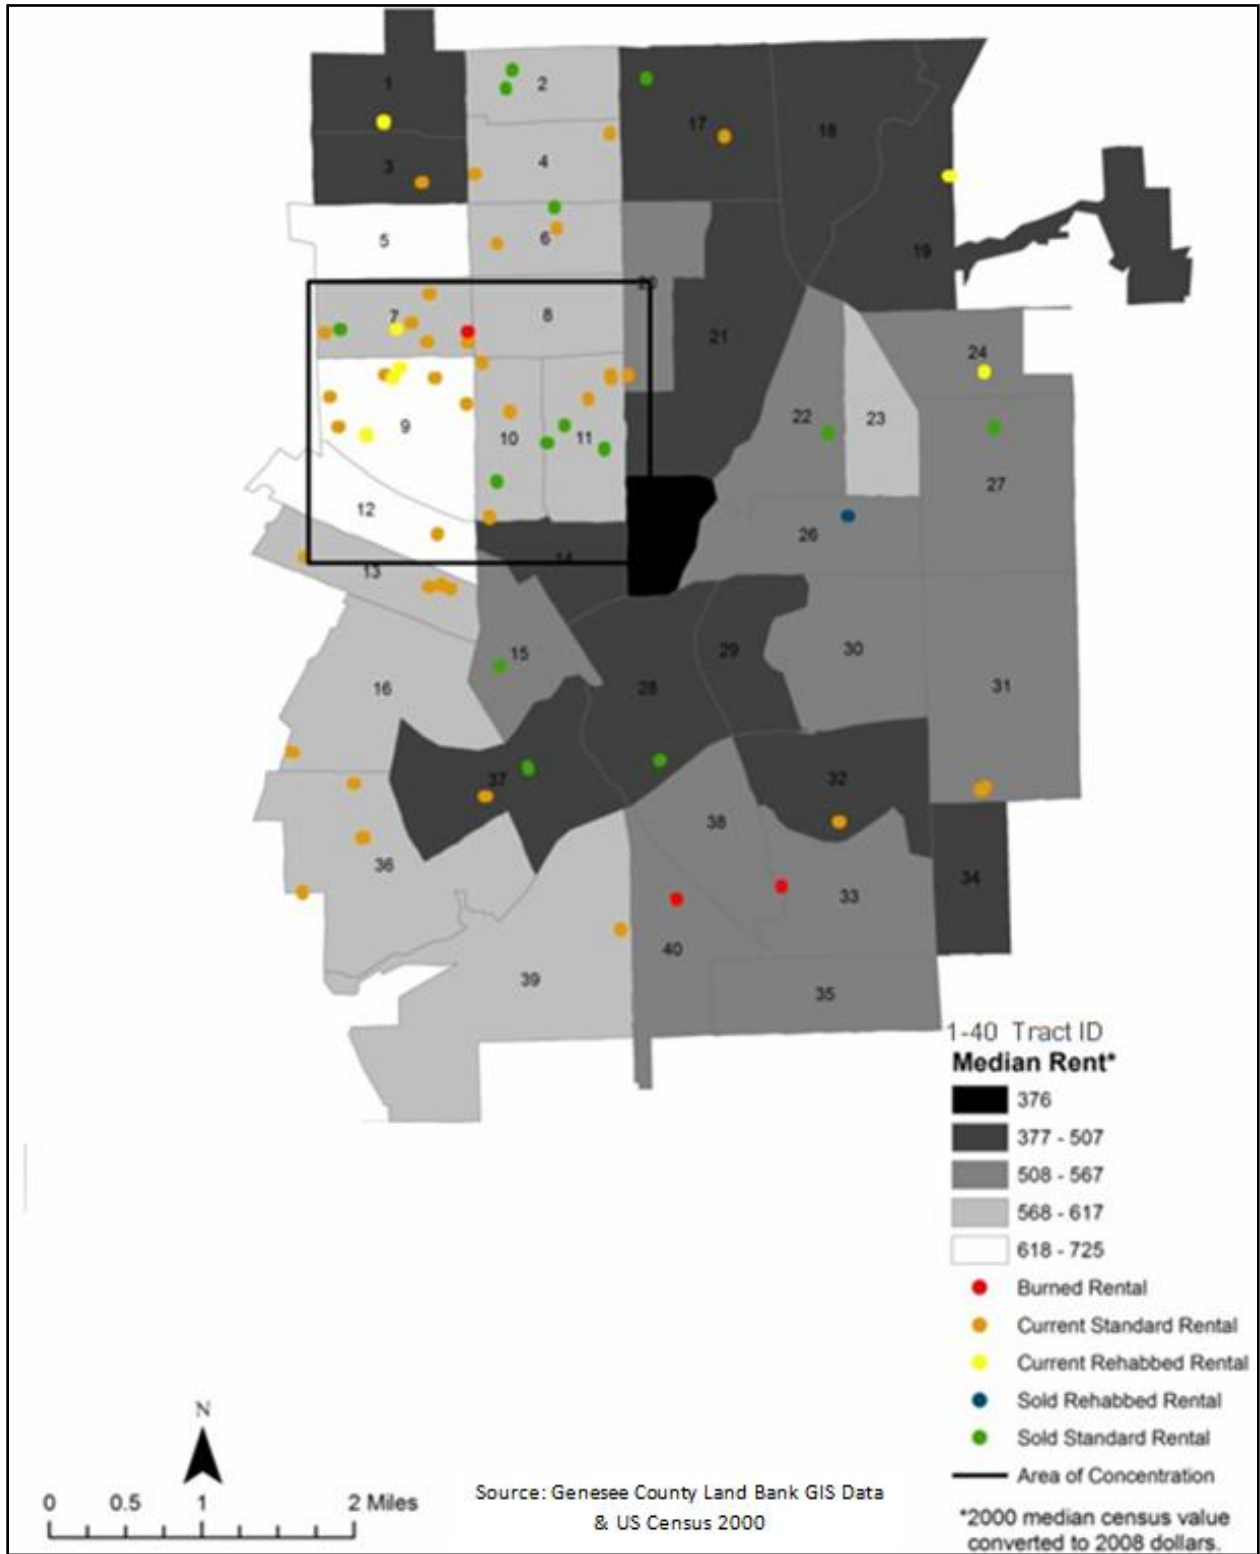 1
2
17
18
3
4
5
6
19
20
7
8
21
24
9
10
11
22
23
27
12
26
14
13
15
29
30
16
28
31
37
32
38
36
34
33
40
39
35
1-40 Tract ID
Median Rent*
376
377 - 507
508 - 567
568 - 617
618 - 725
Burned Rental
Current Standard Rental
Current Rehabbed Rental
Sold Rehabbed Rental
Sold Standard Rental
Area of Concentration
*2000 median census value
converted to 2008 dollars.
N
0 0.5 1 2 Miles
Source: Genesee County Land Bank GIS Data
& US Census 2000